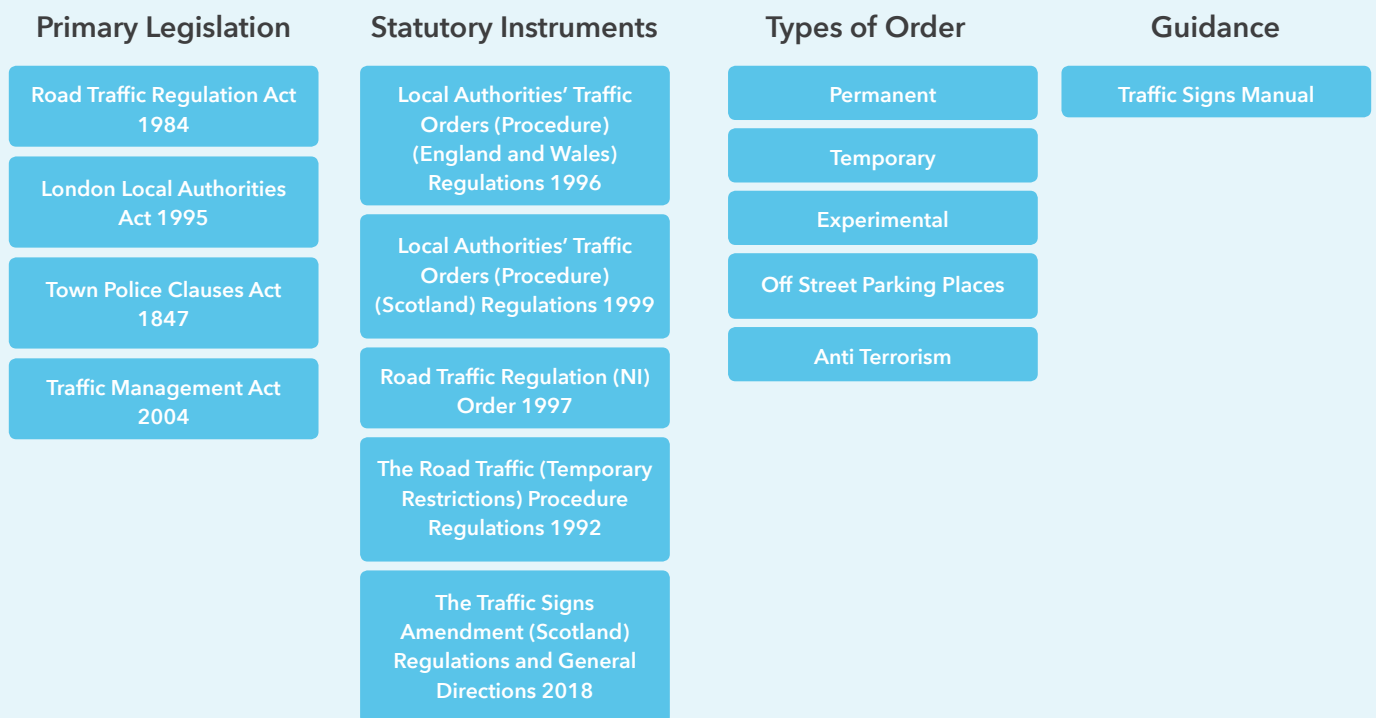 Primary Legislation
Road Traffic Regulation Act
1984
London Local Authorities
Act 1995
Town Police Clauses Act
1847
Traffic Management Act
2004
Statutory Instruments
Local Authorities’ Traffic
Orders (Procedure)
(England and Wales)
Regulations 1996
Local Authorities’ Traffic
Orders (Procedure)
(Scotland) Regulations 1999
Road Traffic Regulation (NI)
Order 1997
The Road Traffic (Temporary
Restrictions) Procedure
Regulations 1992
The Traffic Signs
Amendment (Scotland)
Regulations and General
Directions 2018
Types of Order
Permanent
Temporary
Experimental
Off Street Parking Places
Anti Terrorism
Guidance
Traffic Signs Manual